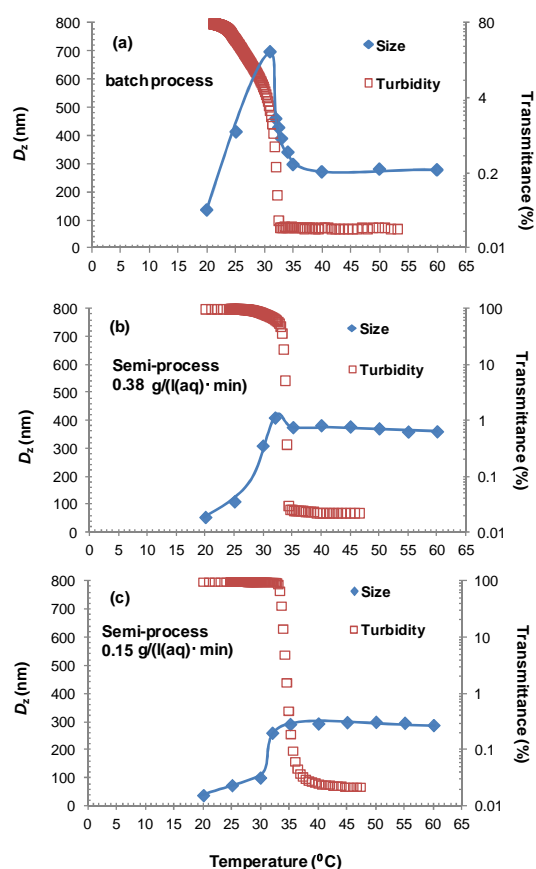 (a)
batch process
Size
Turbidity
D_z (nm)
Transmittance (%)
800
700
600
500
400
300
200
100
0
80
4
0.2
0.01
0 5 10 15 20 25 30 35 40 45 50 55 60 65
(b)
Semi-process
0.38 g/(l(aq)· min)
Size
Turbidity
D_z (nm)
Transmittance (%)
800
700
600
500
400
300
200
100
0
100
10
1
0.1
0.01
0 5 10 15 20 25 30 35 40 45 50 55 60 65
(c)
Semi-process
0.15 g/(l(aq)· min)
Size
Turbidity
D_z (nm)
Transmittance (%)
800
700
600
500
400
300
200
100
0
100
10
1
0.1
0.01
0 5 10 15 20 25 30 35 40 45 50 55 60 65
Temperature (⁰C)